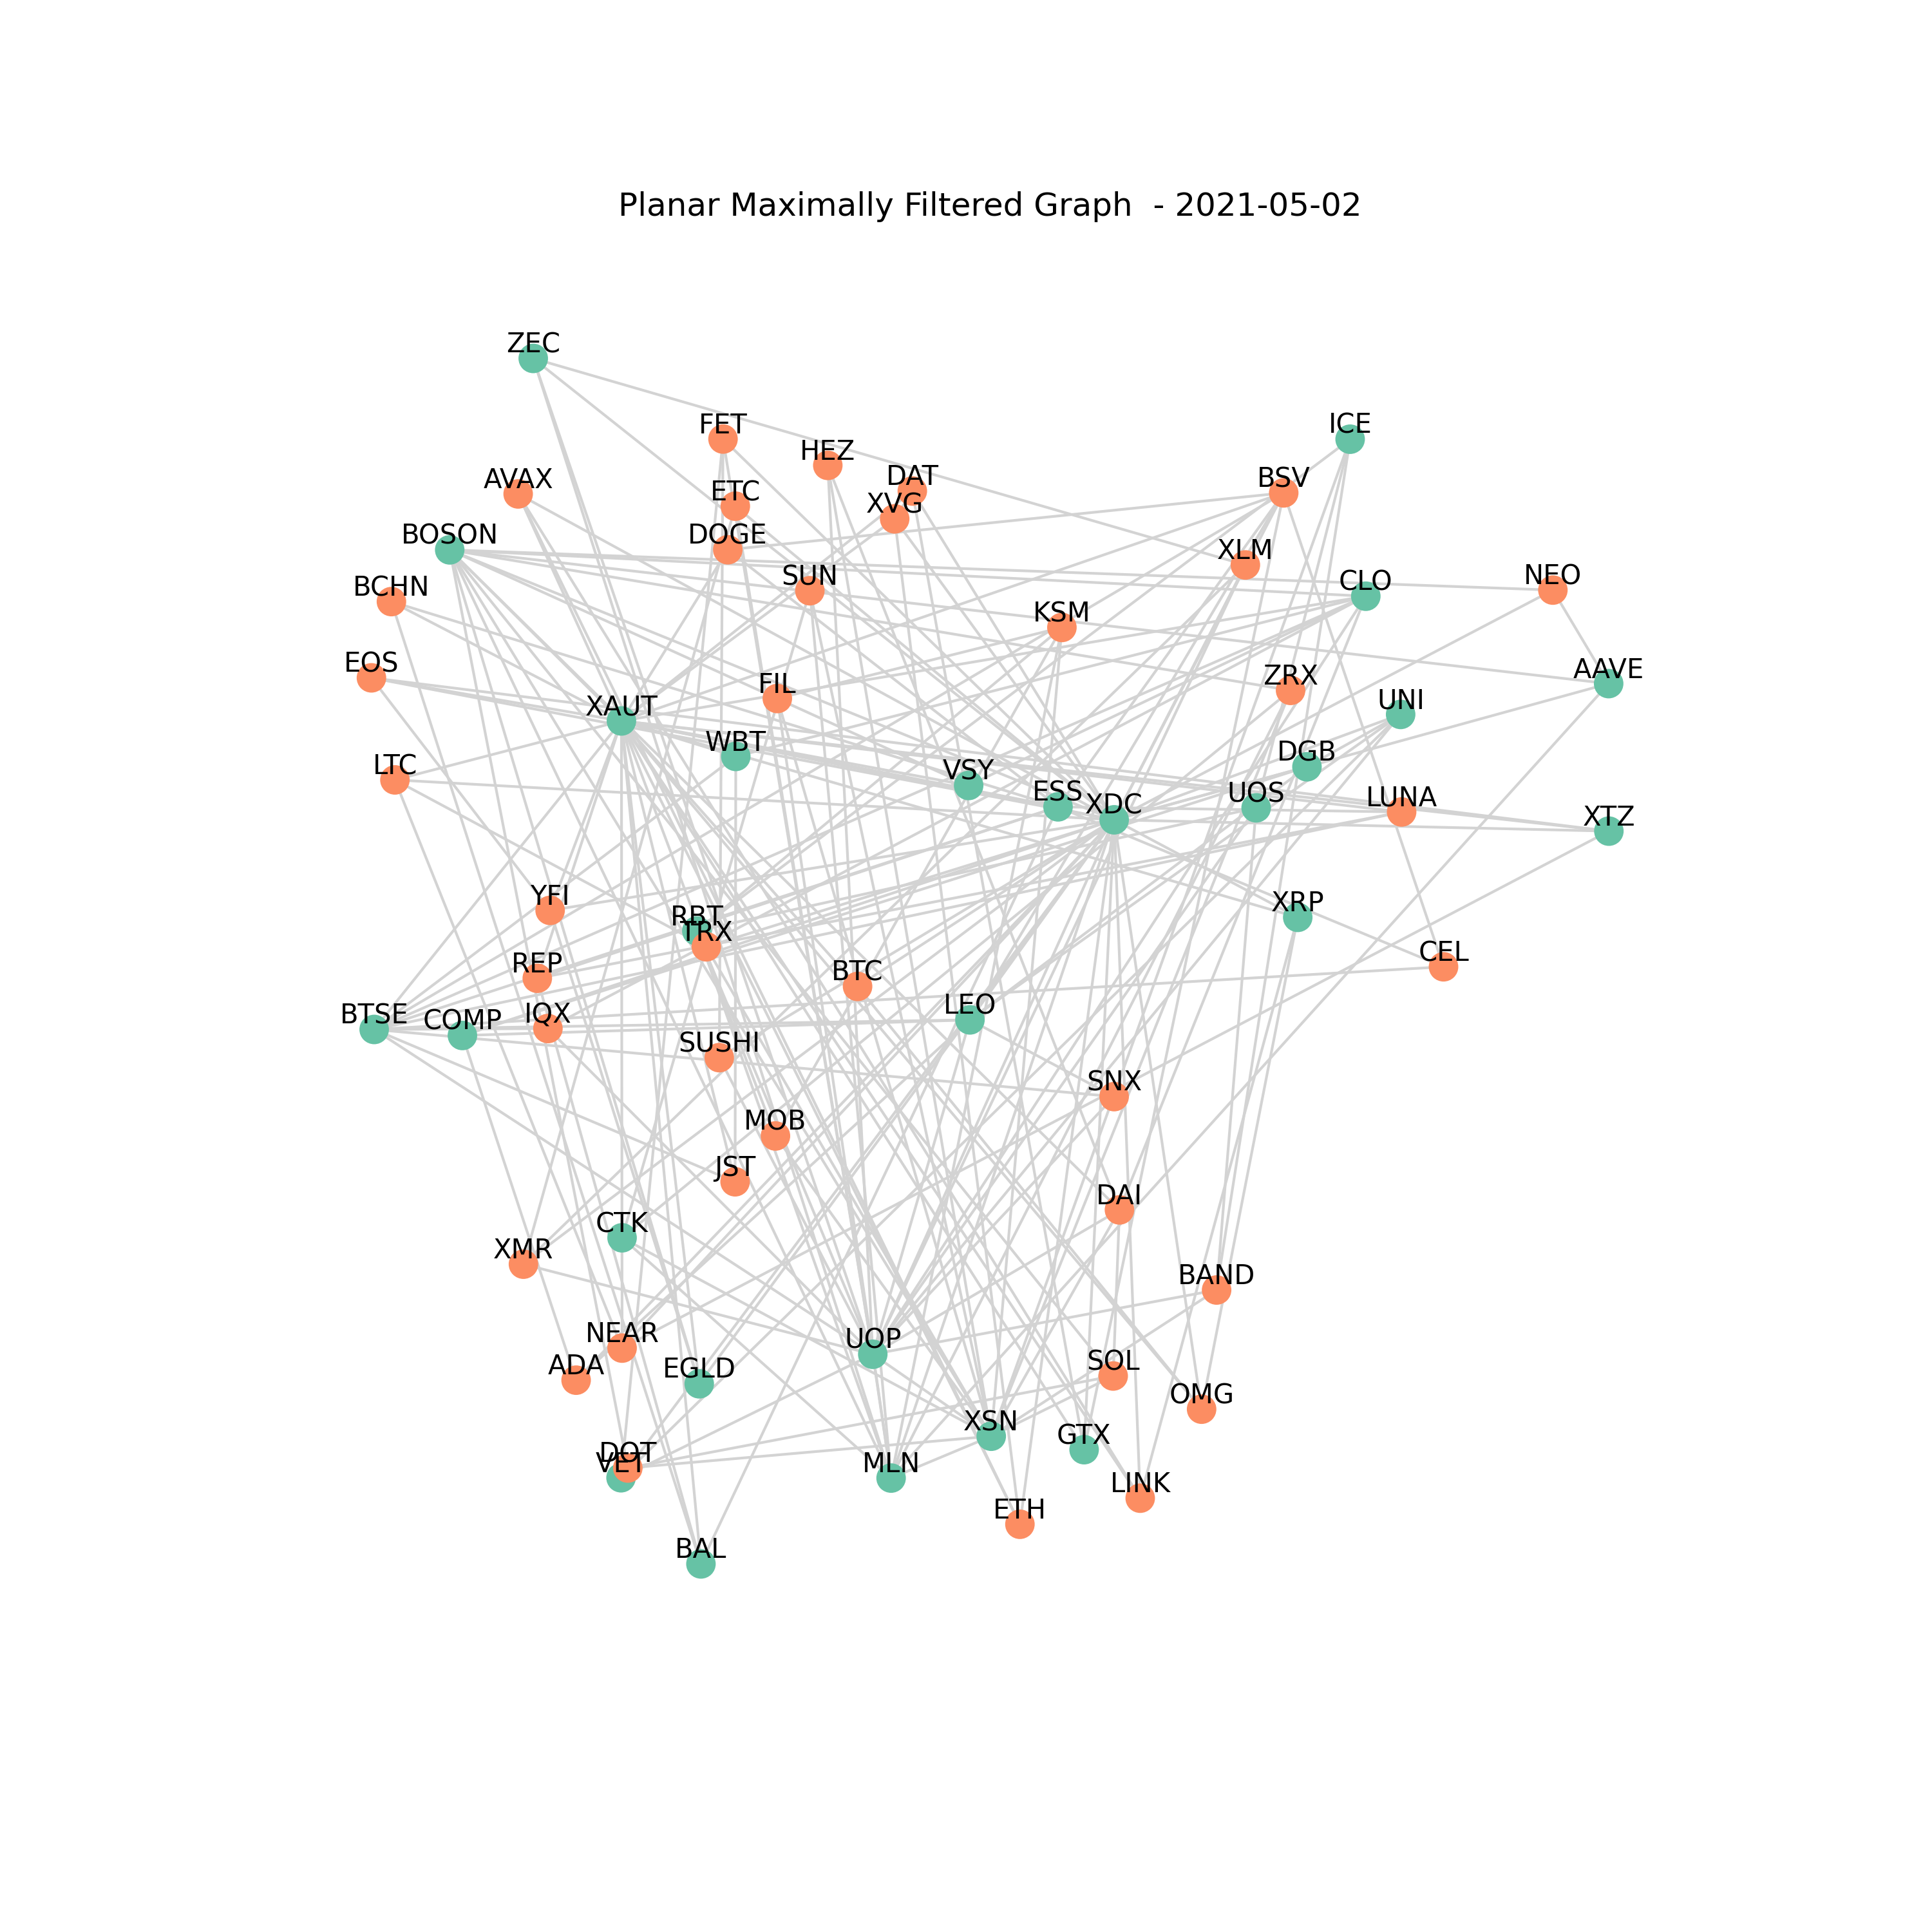 Planar Maximally Filtered Graph  - 2021-05-02
ZEC
FET
ICE
HEZ
DAT
BSV
AVAX
ETC
XVG
BOSON
DOGE
XLM
SUN
CLO
NEO
BCHN
KSM
EOS
FIL
ZRX
AAVE
XAUT
UNI
WBT
DGB
LTC
VSY
ESS
XDC
UOS
LUNA
XTZ
YFI
RBT
TRX
XRP
REP
BTC
CEL
BTSE
COMP
IQX
LEO
SUSHI
SNX
MOB
JST
DAI
CTK
XMR
BAND
NEAR
UOP
ADA
EGLD
SOL
OMG
XSN
GTX
DOT
VET
MLN
LINK
ETH
BAL